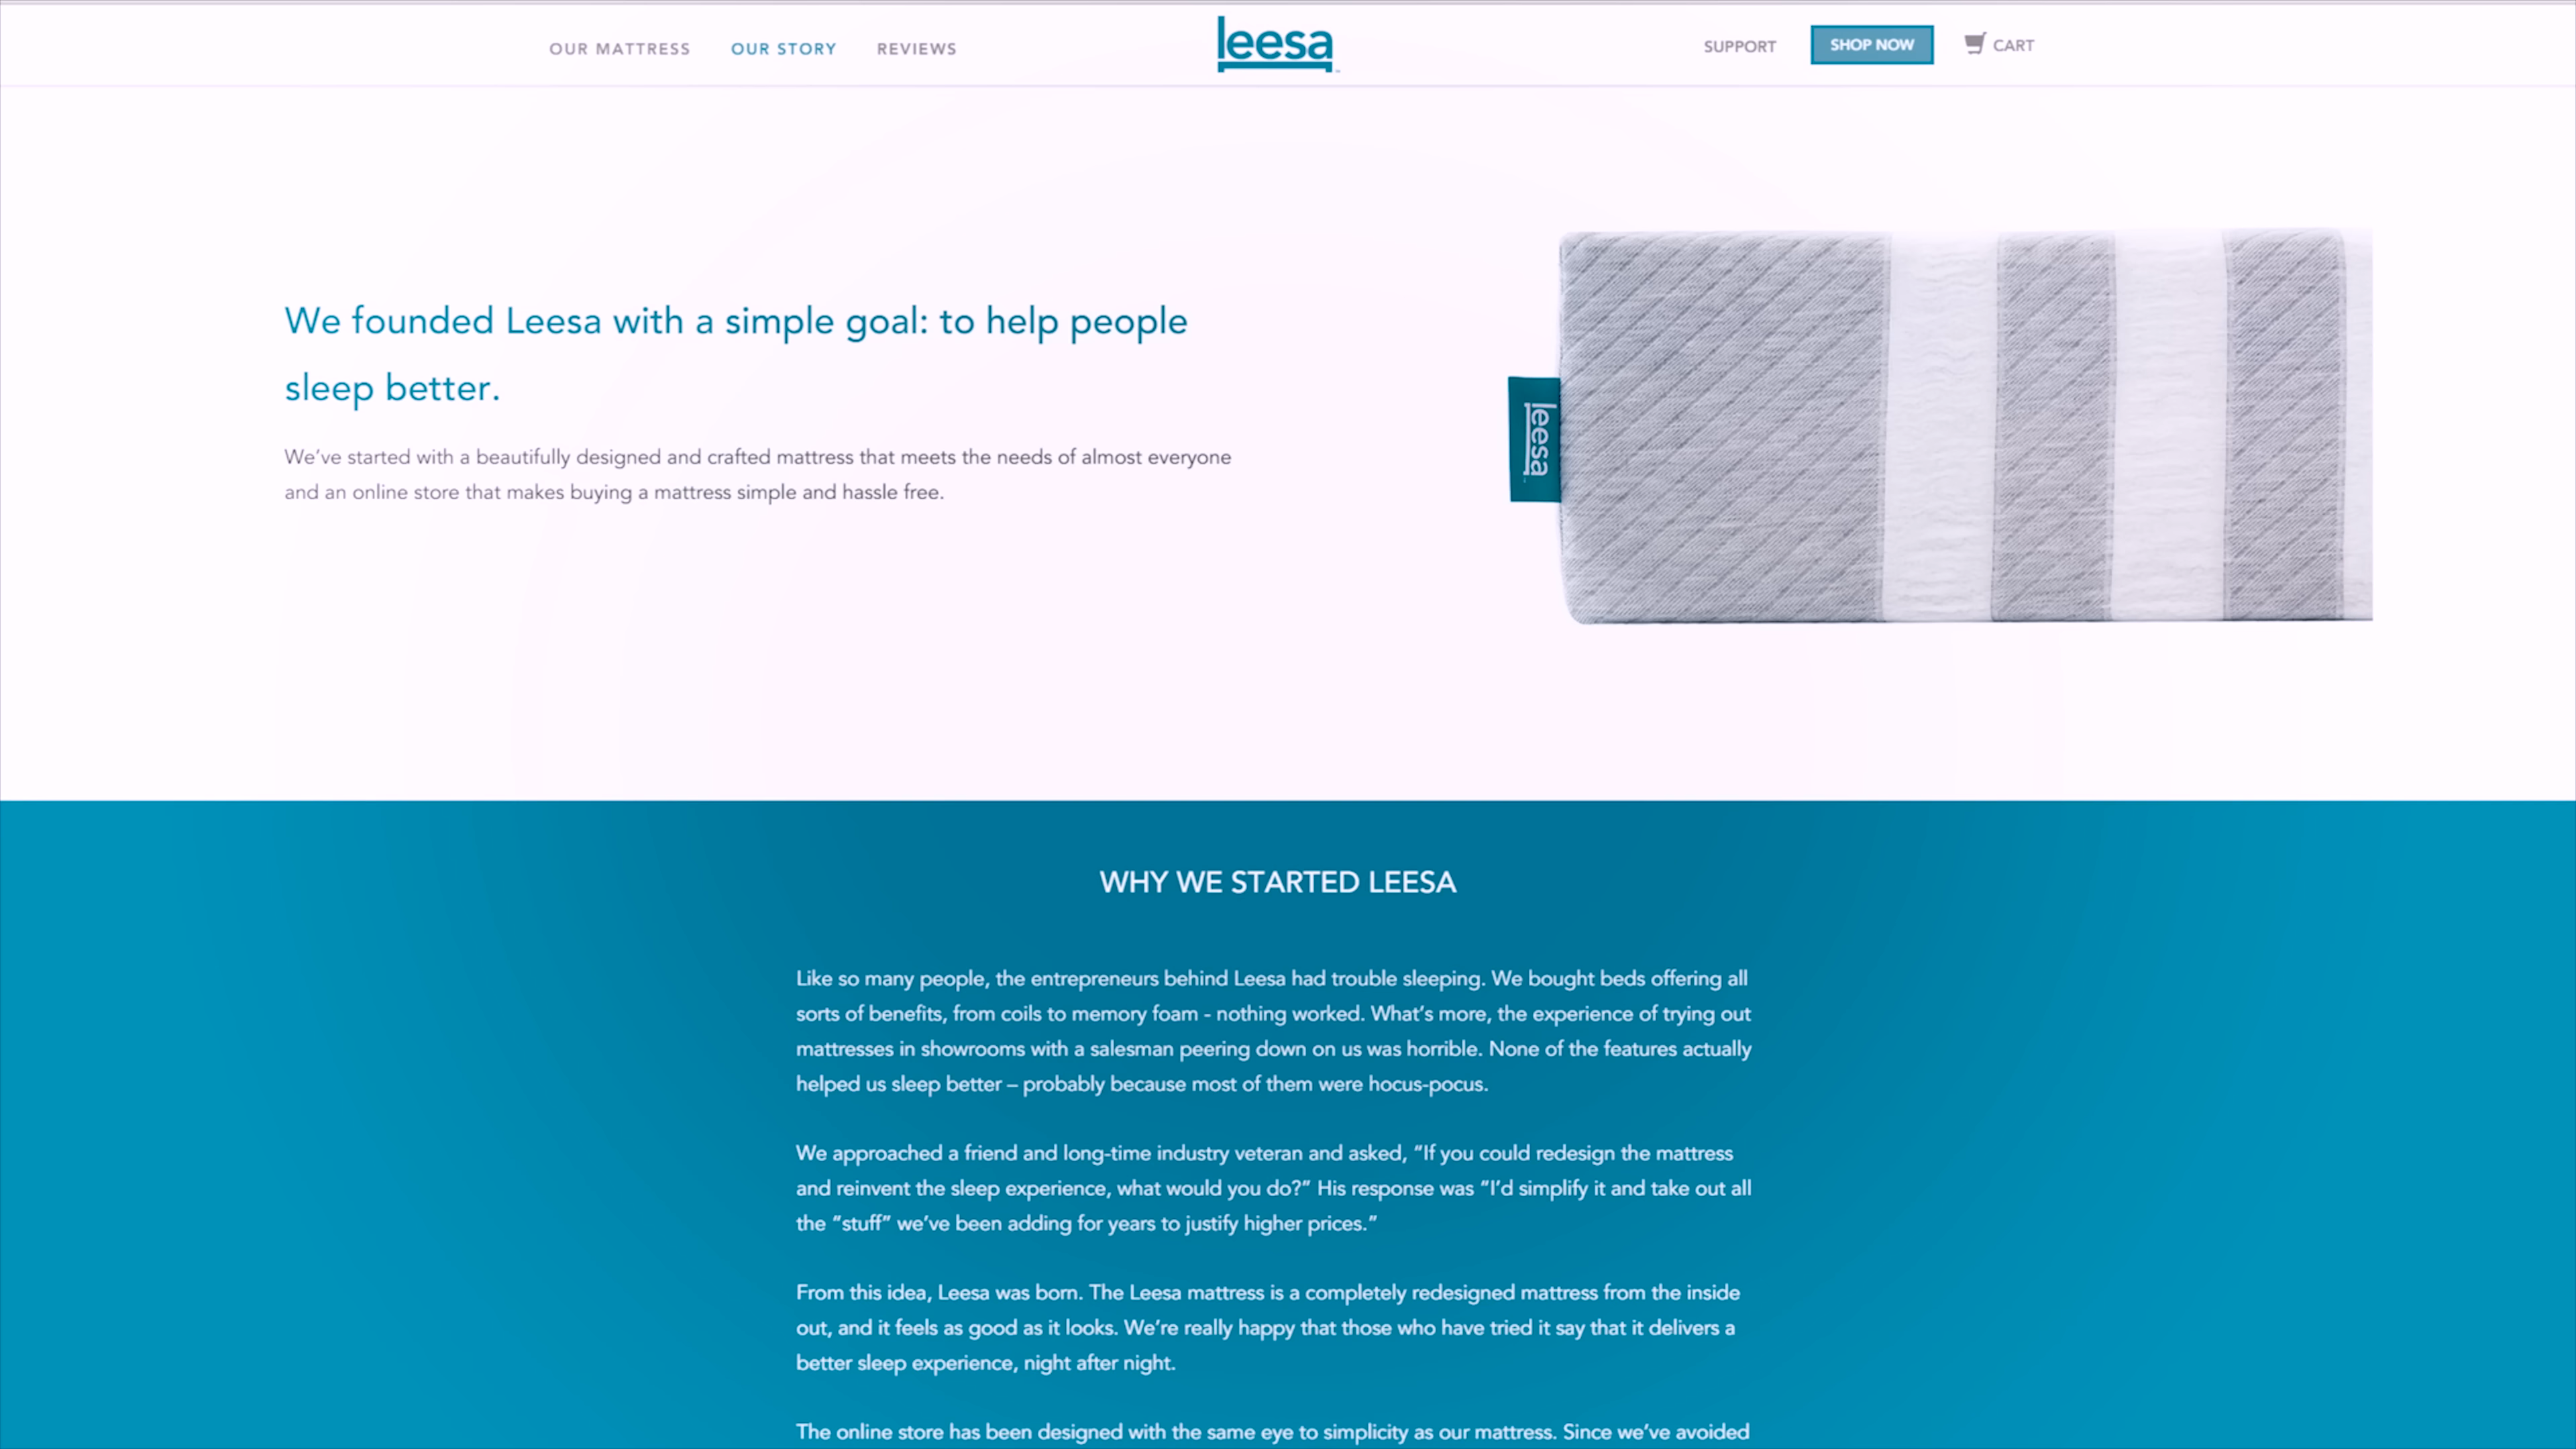 OUR MATTRESS OUR STORY REVIEWS leesa SUPPORT SHOP NOW CART
We founded Leesa with a simple goal: to help people
sleep better.
We've started with a beautifully designed and crafted mattress that meets the needs of almost everyone
and an online store that makes buying a mattress simple and hassle free.
leesa
WHY WE STARTED LEESA
Like so many people, the entrepreneurs behind Leesa had trouble sleeping. We bought beds offering all
sorts of benefits, from coils to memory foam - nothing worked. What's more, the experience of trying out
mattresses in showrooms with a salesman peering down on us was horrible. None of the features actually
helped us sleep better – probably because most of them were hocus-pocus.
We approached a friend and long-time industry veteran and asked, “If you could redesign the mattress
and reinvent the sleep experience, what would you do?” His response was “I'd simplify it and take out all
the “stuff” we've been adding for years to justify higher prices.”
From this idea, Leesa was born. The Leesa mattress is a completely redesigned mattress from the inside
out, and it feels as good as it looks. We're really happy that those who have tried it say that it delivers a
better sleep experience, night after night.
The online store has been designed with the same eye to simplicity as our mattress. Since we've avoided